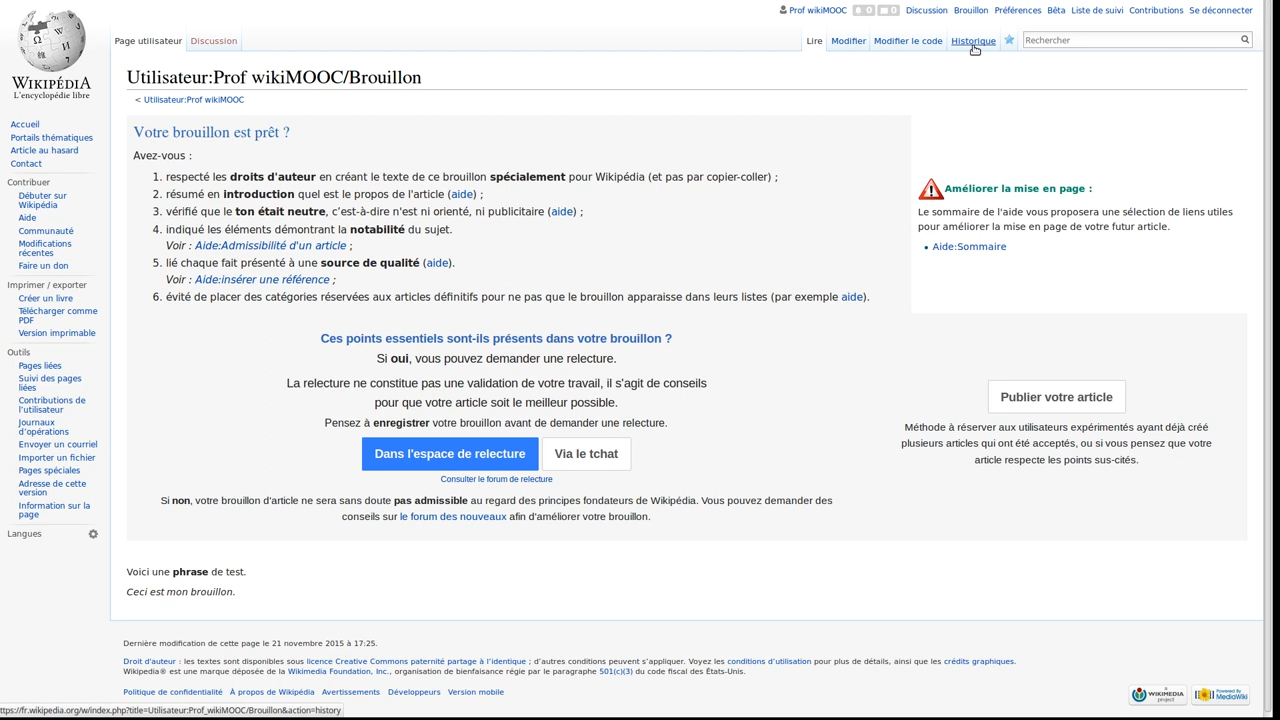 Prof wikiMOOC 0 0 Discussion Brouillon Préférences Bêta Liste de suivi Contributions Se déconnecter
Page utilisateur Discussion Lire Modifier Modifier le code Historique Rechercher
WIKIPÉDIA
L'encyclopédie libre
Accueil
Portails thématiques
Article au hasard
Contact
Contribuer
Débuter sur
Wikipédia
Aide
Communauté
Modifications
récentes
Faire un don
Imprimer / exporter
Créer un livre
Télécharger comme
PDF
Version imprimable
Outils
Pages liées
Suivi des pages
liées
Contributions de
l'utilisateur
Journaux
d'opérations
Envoyer un courriel
Importer un fichier
Pages spéciales
Adresse de cette
version
Information sur la
page
Langues
Utilisateur:Prof wikiMOOC/Brouillon
< Utilisateur:Prof wikiMOOC
Votre brouillon est prêt ?
Avez-vous :
1. respecté les droits d'auteur en créant le texte de ce brouillon spécialement pour Wikipédia (et pas par copier-coller) ;
2. résumé en introduction quel est le propos de l'article (aide) ;
3. vérifié que le ton était neutre, c'est-à-dire n'est ni orienté, ni publicitaire (aide) ;
4. indiqué les éléments démontrant la notabilité du sujet.
Voir : Aide:Admissibilité d'un article ;
5. lié chaque fait présenté à une source de qualité (aide).
Voir : Aide:insérer une référence ;
6. évité de placer des catégories réservées aux articles définitifs pour ne pas que le brouillon apparaisse dans leurs listes (par exemple aide).
Améliorer la mise en page :
Le sommaire de l'aide vous proposera une sélection de liens utiles
pour améliorer la mise en page de votre futur article.
• Aide:Sommaire
Ces points essentiels sont-ils présents dans votre brouillon ?
Si oui, vous pouvez demander une relecture.
La relecture ne constitue pas une validation de votre travail, il s'agit de conseils
pour que votre article soit le meilleur possible.
Pensez à enregistrer votre brouillon avant de demander une relecture.
Dans l'espace de relecture Via le tchat
Consulter le forum de relecture
Si non, votre brouillon d'article ne sera sans doute pas admissible au regard des principes fondateurs de Wikipédia. Vous pouvez demander des
conseils sur le forum des nouveaux afin d'améliorer votre brouillon.
Publier votre article
Méthode à réserver aux utilisateurs expérimentés ayant déjà créé
plusieurs articles qui ont été acceptés, ou si vous pensez que votre
article respecte les points sus-cités.
Voici une phrase de test.
Ceci est mon brouillon.
Dernière modification de cette page le 21 novembre 2015 à 17:25.
Droit d'auteur : les textes sont disponibles sous licence Creative Commons paternité partage à l'identique ; d'autres conditions peuvent s'appliquer. Voyez les conditions d'utilisation pour plus de détails, ainsi que les crédits graphiques.
Wikipedia® est une marque déposée de la Wikimedia Foundation, Inc., organisation de bienfaisance régie par le paragraphe 501(c)(3) du code fiscal des États-Unis.
Politique de confidentialité À propos de Wikipédia Avertissements Développeurs Version mobile
A WIKIMEDIA project Powered By MediaWiki
ttps://fr.wikipedia.org/w/index.php?title=Utilisateur:Prof_wikiMOOC/Brouillon&action=history